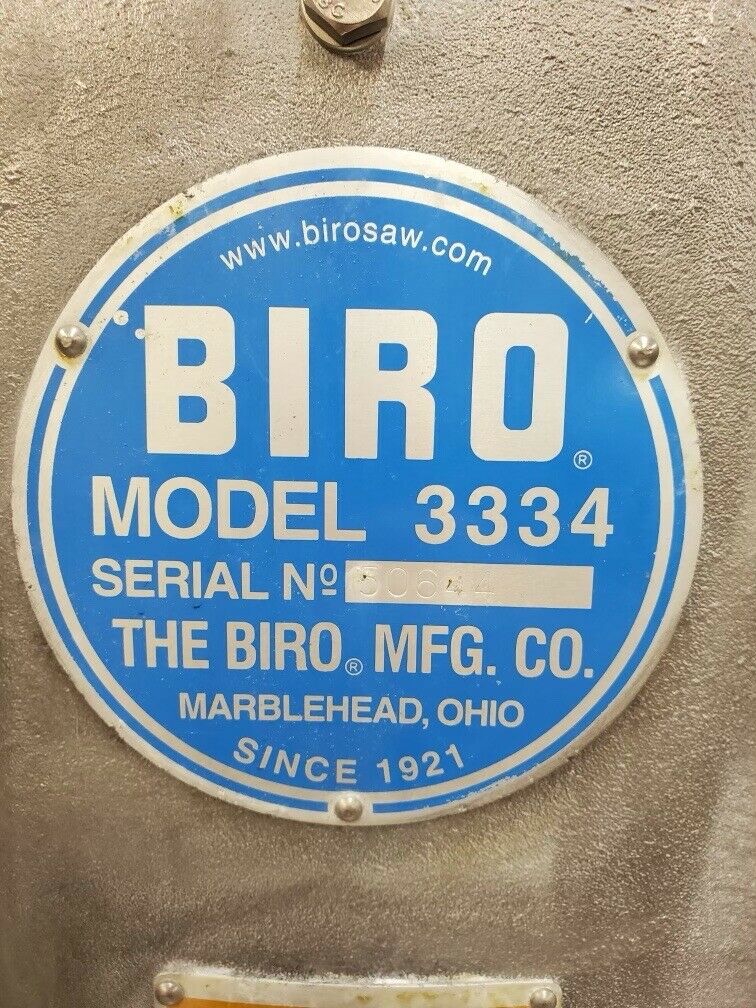 www.birosaw.com
BIRO®
MODEL 3334
SERIAL Nº
THE BIRO® MFG. CO.
MARBLEHEAD, OHIO
SINCE 1921